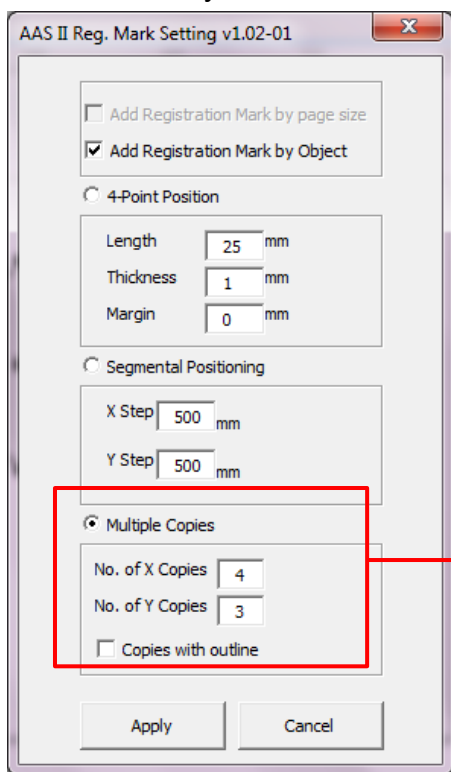 AAS II Reg. Mark Setting v1.02-01
Add Registration Mark by page size
Add Registration Mark by Object
4-Point Position
Length 25 mm
Thickness 1 mm
Margin 0 mm
Segmental Positioning
X Step 500 mm
Y Step 500 mm
Multiple Copies
No. of X Copies 4
No. of Y Copies 3
Copies with outline
Apply Cancel